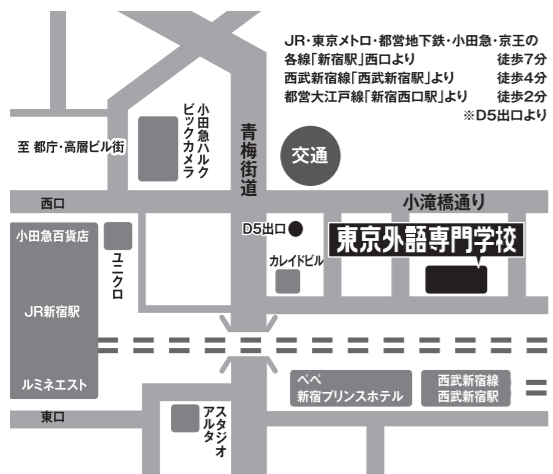 JR・東京メトロ・都営地下鉄・小田急・京王の
各線「新宿駅」西口より 徒歩7分
西武新宿線「西武新宿駅」より 徒歩4分
都営大江戸線「新宿西口駅」より 徒歩2分
※D5出口より
小田急ハルク
ビックカメラ
青梅街道
交通
至 都庁・高層ビル街
西口
小滝橋通り
小田急百貨店
ユニクロ
D5出口
東京外語専門学校
カレイドビル
JR新宿駅
ルミネエスト
ペペ
新宿プリンスホテル
西武新宿線
西武新宿駅
東口
スタジオ
アルタ